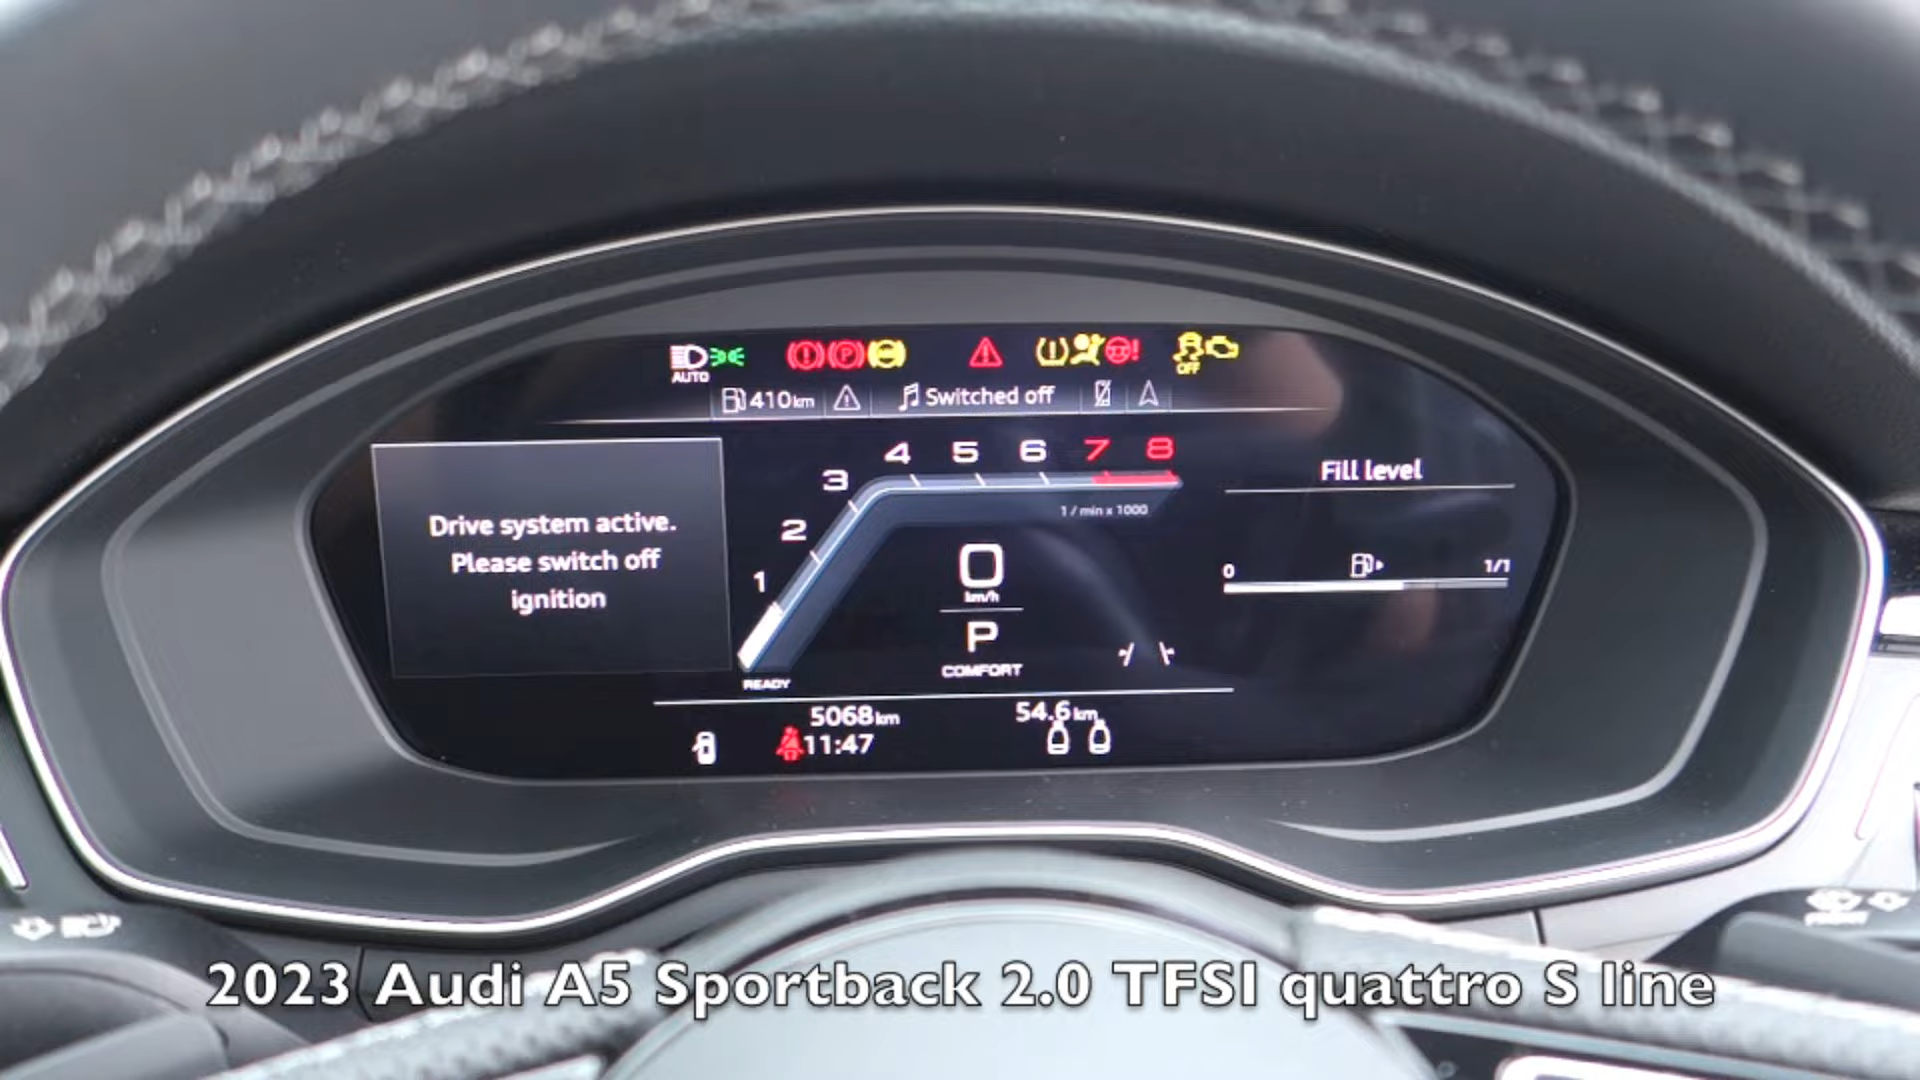 AUTO
OFF
410km
Switched off
4 5 6 7 8
3
2
1
1 / min x 1000
Drive system active.
Please switch off
ignition
Fill level
0
1/1
0
km/h
P
COMFORT
READY
5068km
54.6km
11:47
2023 Audi A5 Sportback 2.0 TFSI quattro S line